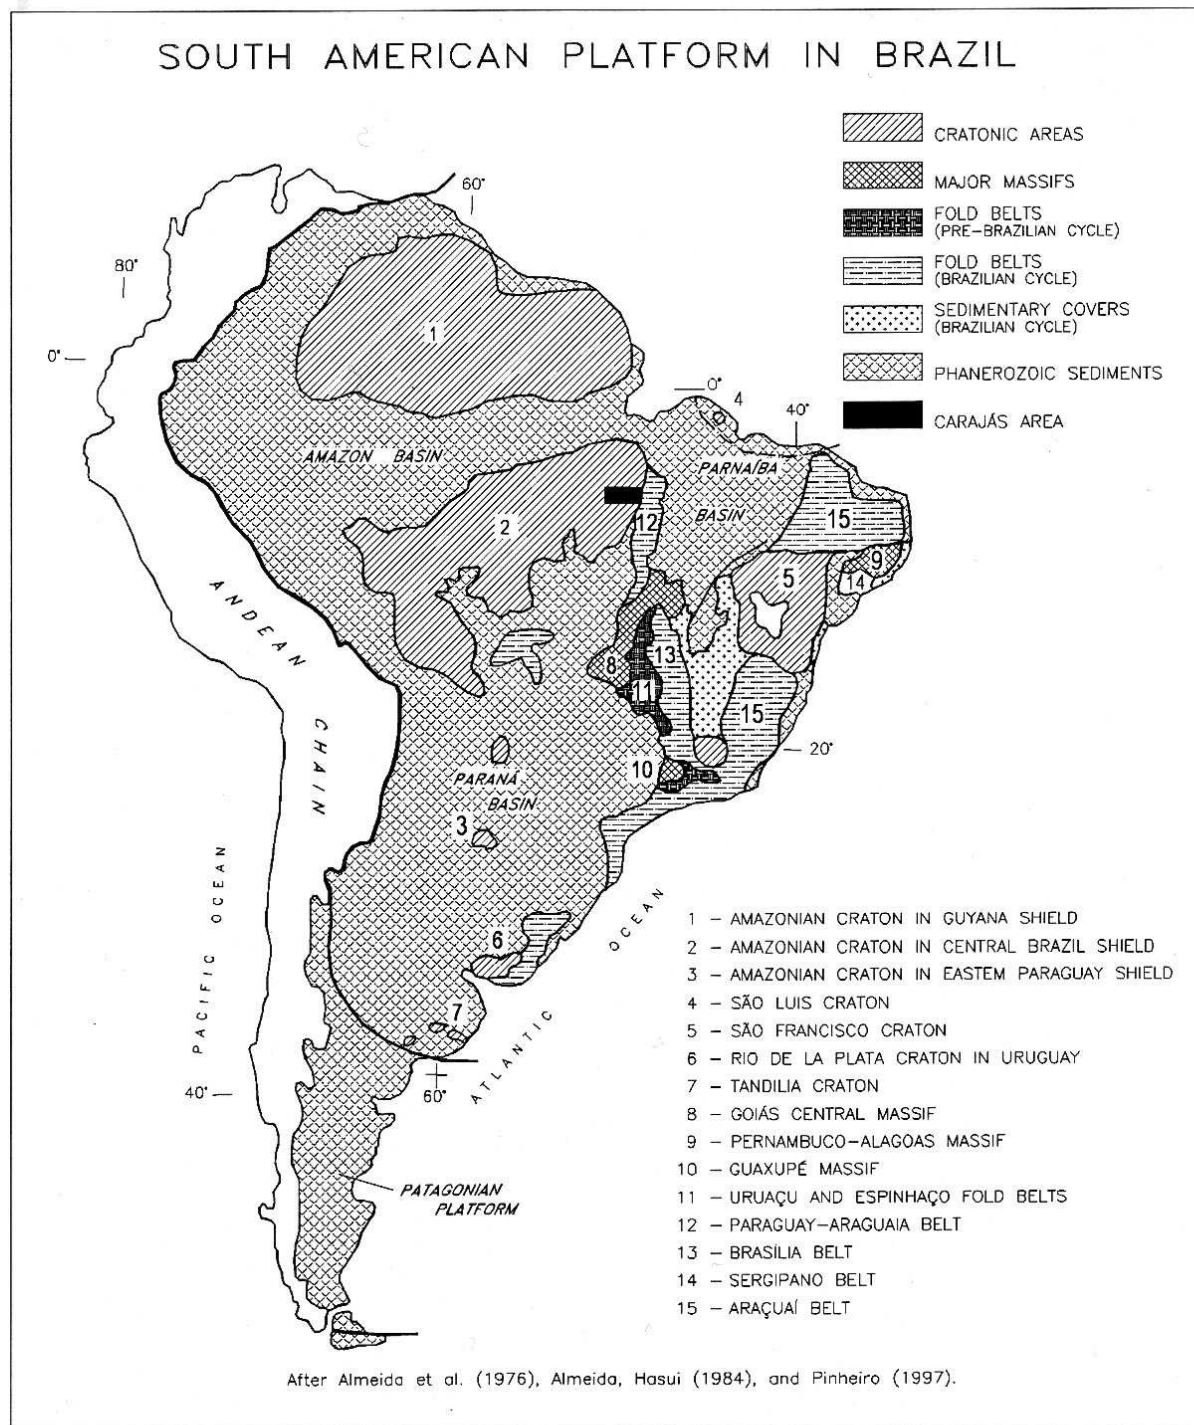 SOUTH AMERICAN PLATFORM IN BRAZIL
CRATONIC AREAS
MAJOR MASSIFS
FOLD BELTS
(PRE-BRAZILIAN CYCLE)
FOLD BELTS
(BRAZILIAN CYCLE)
SEDIMENTARY COVERS
(BRAZILIAN CYCLE)
PHANEROZOIC SEDIMENTS
CARAJÁS AREA
60°
80°
0°
1
0°
4
40°
AMAZON BASIN
PARNAÍBA
BASIN
2
12
15
9
14
5
ANDEAN
CHAIN
8
13
11
15
20°
10
PARANÁ
BASIN
3
PACIFIC OCEAN
ATLANTIC OCEAN
6
7
60°
40°
PATAGONIAN
PLATFORM
1 – AMAZONIAN CRATON IN GUYANA SHIELD
2 – AMAZONIAN CRATON IN CENTRAL BRAZIL SHIELD
3 – AMAZONIAN CRATON IN EASTEM PARAGUAY SHIELD
4 – SÃO LUIS CRATON
5 – SÃO FRANCISCO CRATON
6 – RIO DE LA PLATA CRATON IN URUGUAY
7 – TANDILIA CRATON
8 – GOIÁS CENTRAL MASSIF
9 – PERNAMBUCO–ALAGOAS MASSIF
10 – GUAXUPÉ MASSIF
11 – URUAÇU AND ESPINHAÇO FOLD BELTS
12 – PARAGUAY–ARAGUAIA BELT
13 – BRASÍLIA BELT
14 – SERGIPANO BELT
15 – ARAÇUAÍ BELT
After Almeida et al. (1976), Almeida, Hasui (1984), and Pinheiro (1997).